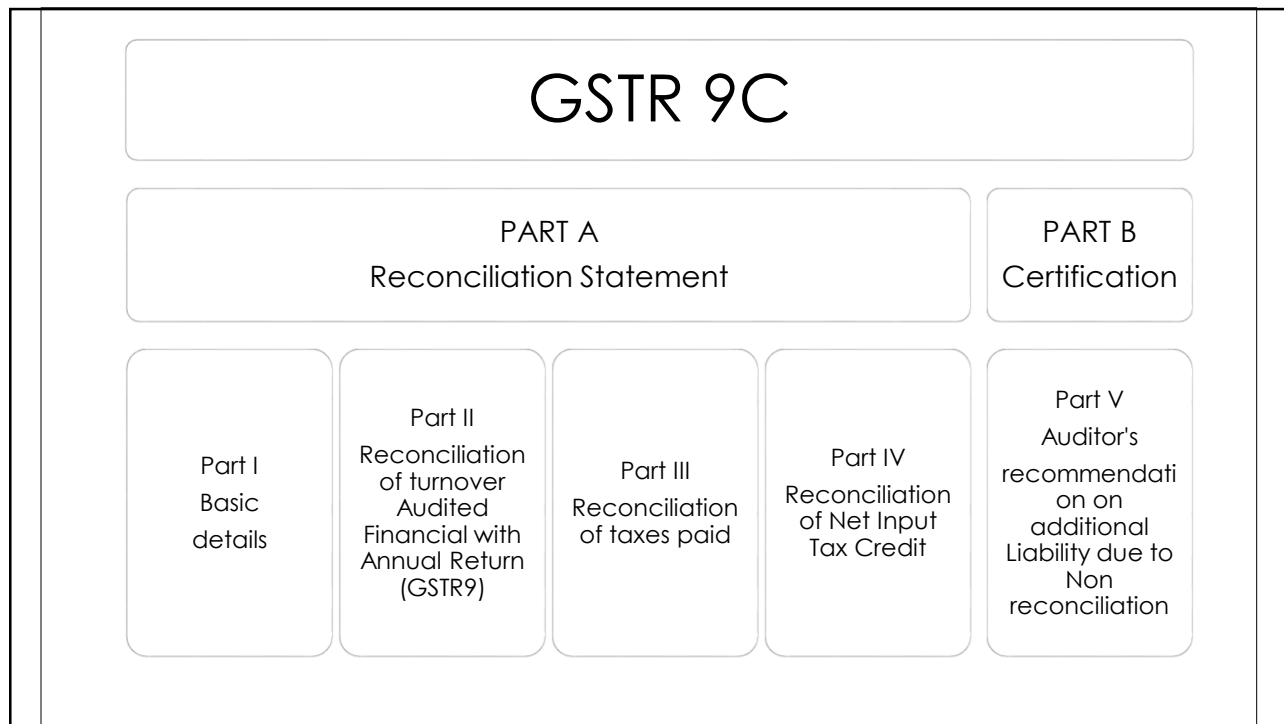 GSTR 9C
PART A
Reconciliation Statement
PART B
Certification
Part I
Basic
details
Part II
Reconciliation
of turnover
Audited
Financial with
Annual Return
(GSTR9)
Part III
Reconciliation
of taxes paid
Part IV
Reconciliation
of Net Input
Tax Credit
Part V
Auditor's
recommendati
on on
additional
Liability due to
Non
reconciliation